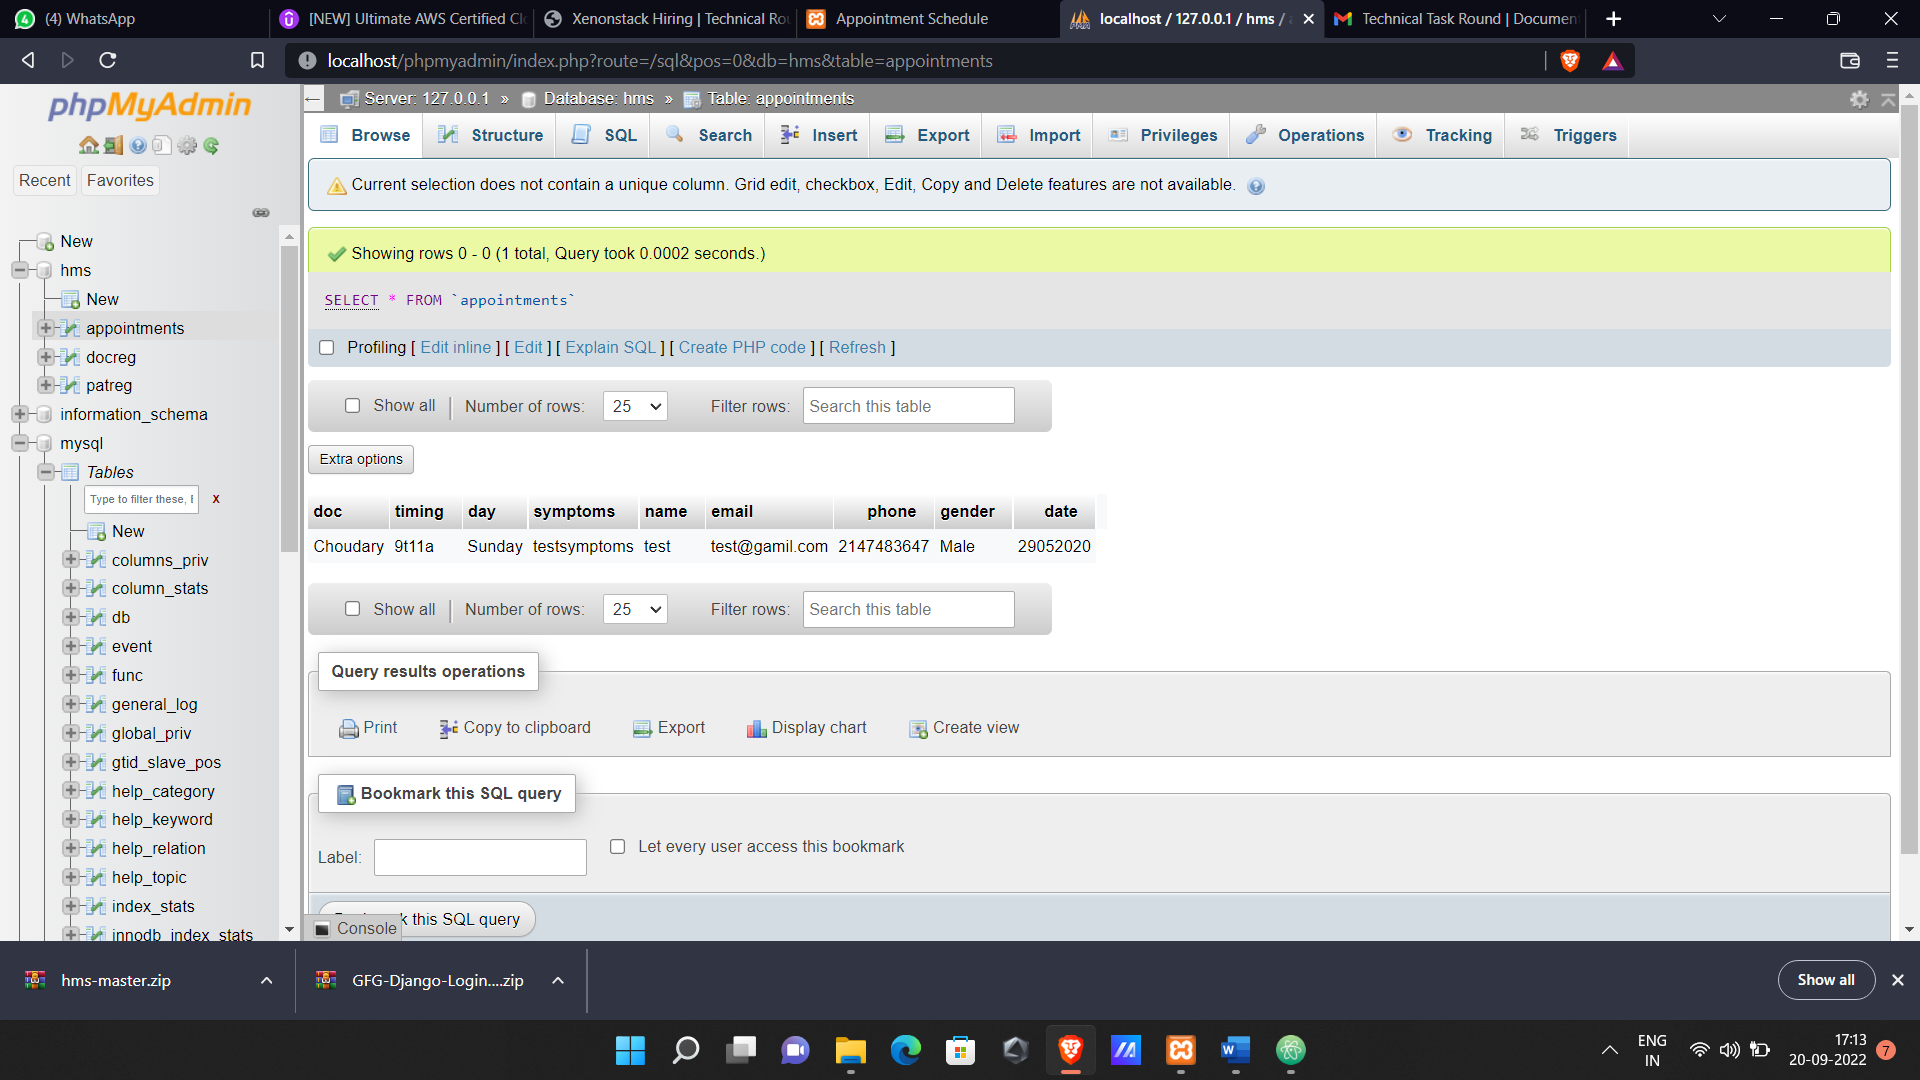 (4) WhatsApp
[NEW] Ultimate AWS Certified Cl
Xenonstack Hiring | Technical Ro
Appointment Schedule
localhost / 127.0.0.1 / hms /
Technical Task Round | Documen
localhost/phpmyadmin/index.php?route=/sql&pos=0&db=hms&table=appointments
phpMyAdmin
Recent
Favorites
New
hms
New
appointments
docreg
patreg
information_schema
mysql
Tables
Type to filter these,
x
New
columns_priv
column_stats
db
event
func
general_log
global_priv
gtid_slave_pos
help_category
help_keyword
help_relation
help_topic
index_stats
innodb_index_stats
Server: 127.0.0.1 » Database: hms » Table: appointments
Browse Structure SQL Search Insert Export Import Privileges Operations Tracking Triggers
Current selection does not contain a unique column. Grid edit, checkbox, Edit, Copy and Delete features are not available.
Showing rows 0 - 0 (1 total, Query took 0.0002 seconds.)
SELECT * FROM `appointments`
Profiling [ Edit inline ] [ Edit ] [ Explain SQL ] [ Create PHP code ] [ Refresh ]
Show all | Number of rows: 25 Filter rows: Search this table
Extra options
doc timing day symptoms name email phone gender date
Choudary 9t11a Sunday testsymptoms test test@gamil.com 2147483647 Male 29052020
Show all | Number of rows: 25 Filter rows: Search this table
Query results operations
Print Copy to clipboard Export Display chart Create view
Bookmark this SQL query
Label:
Let every user access this bookmark
this SQL query
Console
hms-master.zip
GFG-Django-Login....zip
Show all
ENG
IN
17:13
20-09-2022
7